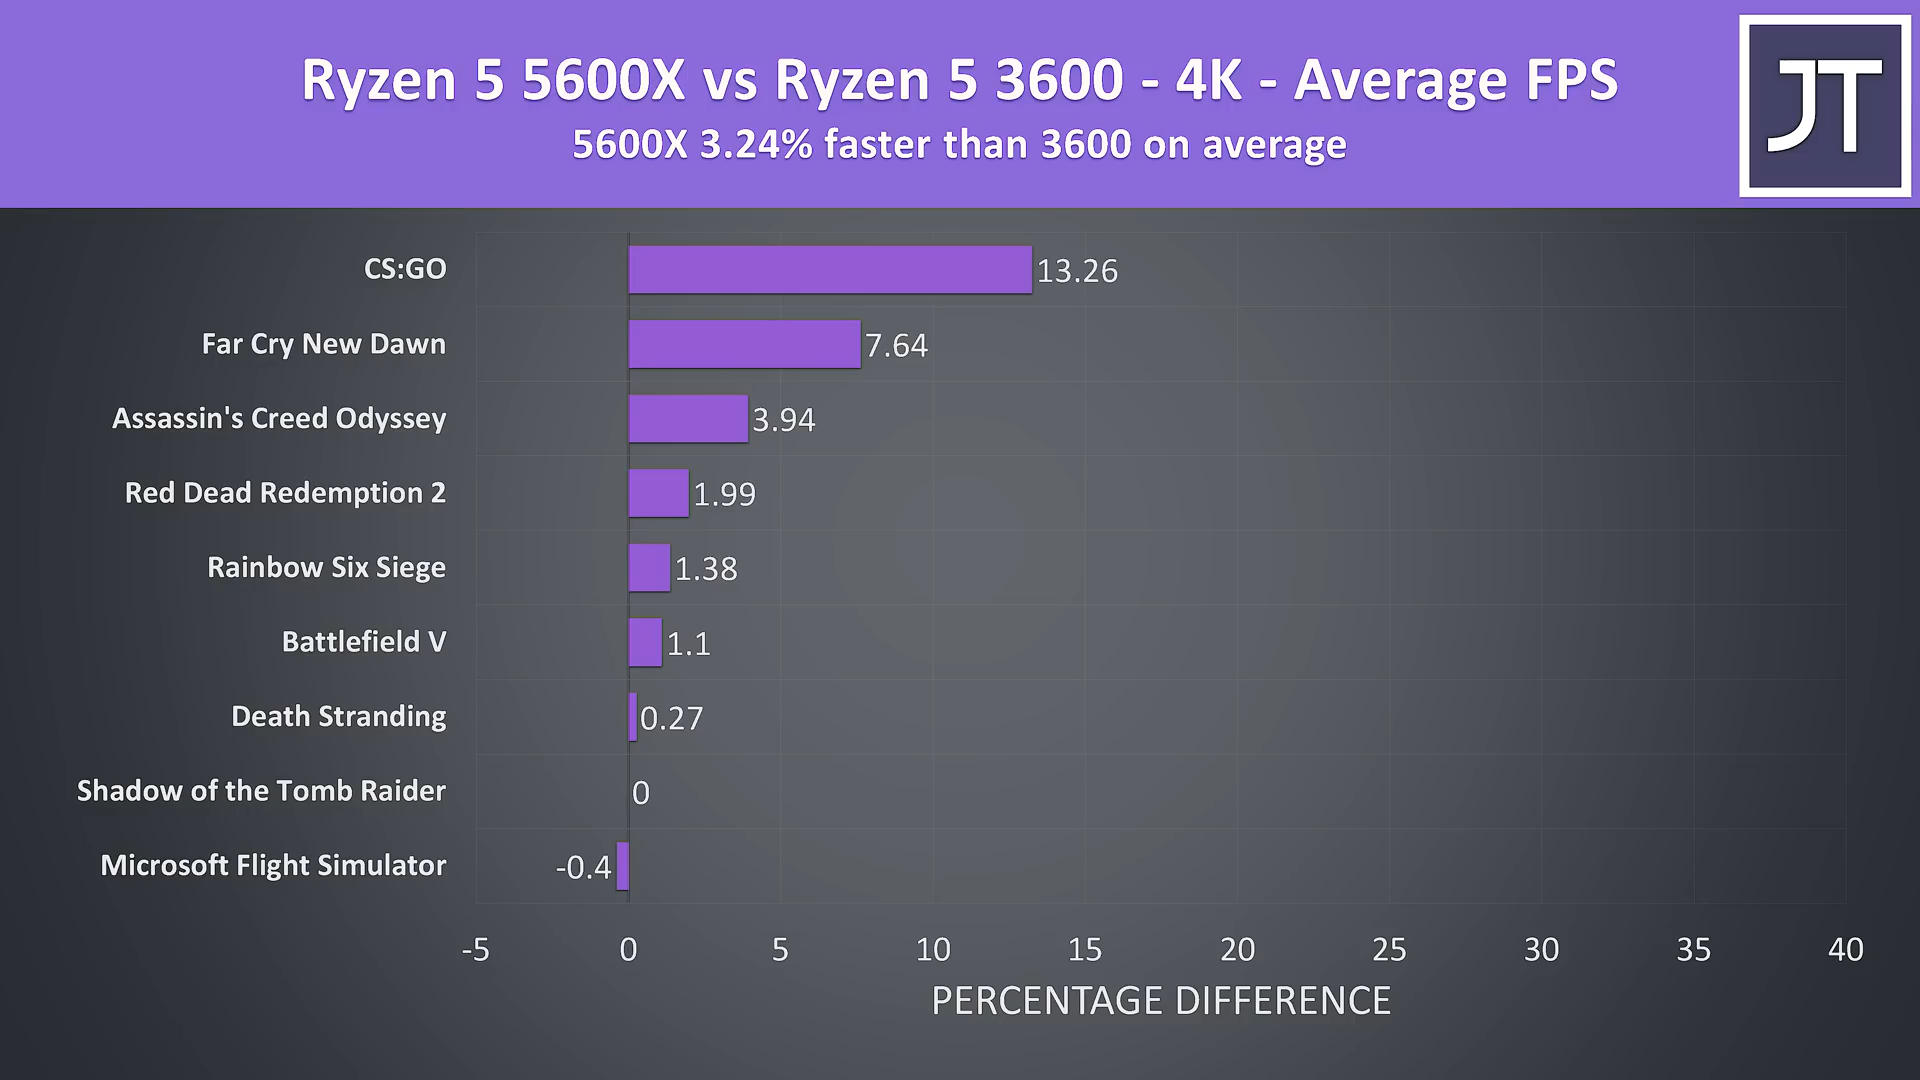 Ryzen 5 5600X vs Ryzen 5 3600 - 4K - Average FPS
5600X 3.24% faster than 3600 on average
JT
CS:GO 13.26
Far Cry New Dawn 7.64
Assassin's Creed Odyssey 3.94
Red Dead Redemption 2 1.99
Rainbow Six Siege 1.38
Battlefield V 1.1
Death Stranding 0.27
Shadow of the Tomb Raider 0
Microsoft Flight Simulator -0.4
-5 0 5 10 15 20 25 30 35 40
PERCENTAGE DIFFERENCE